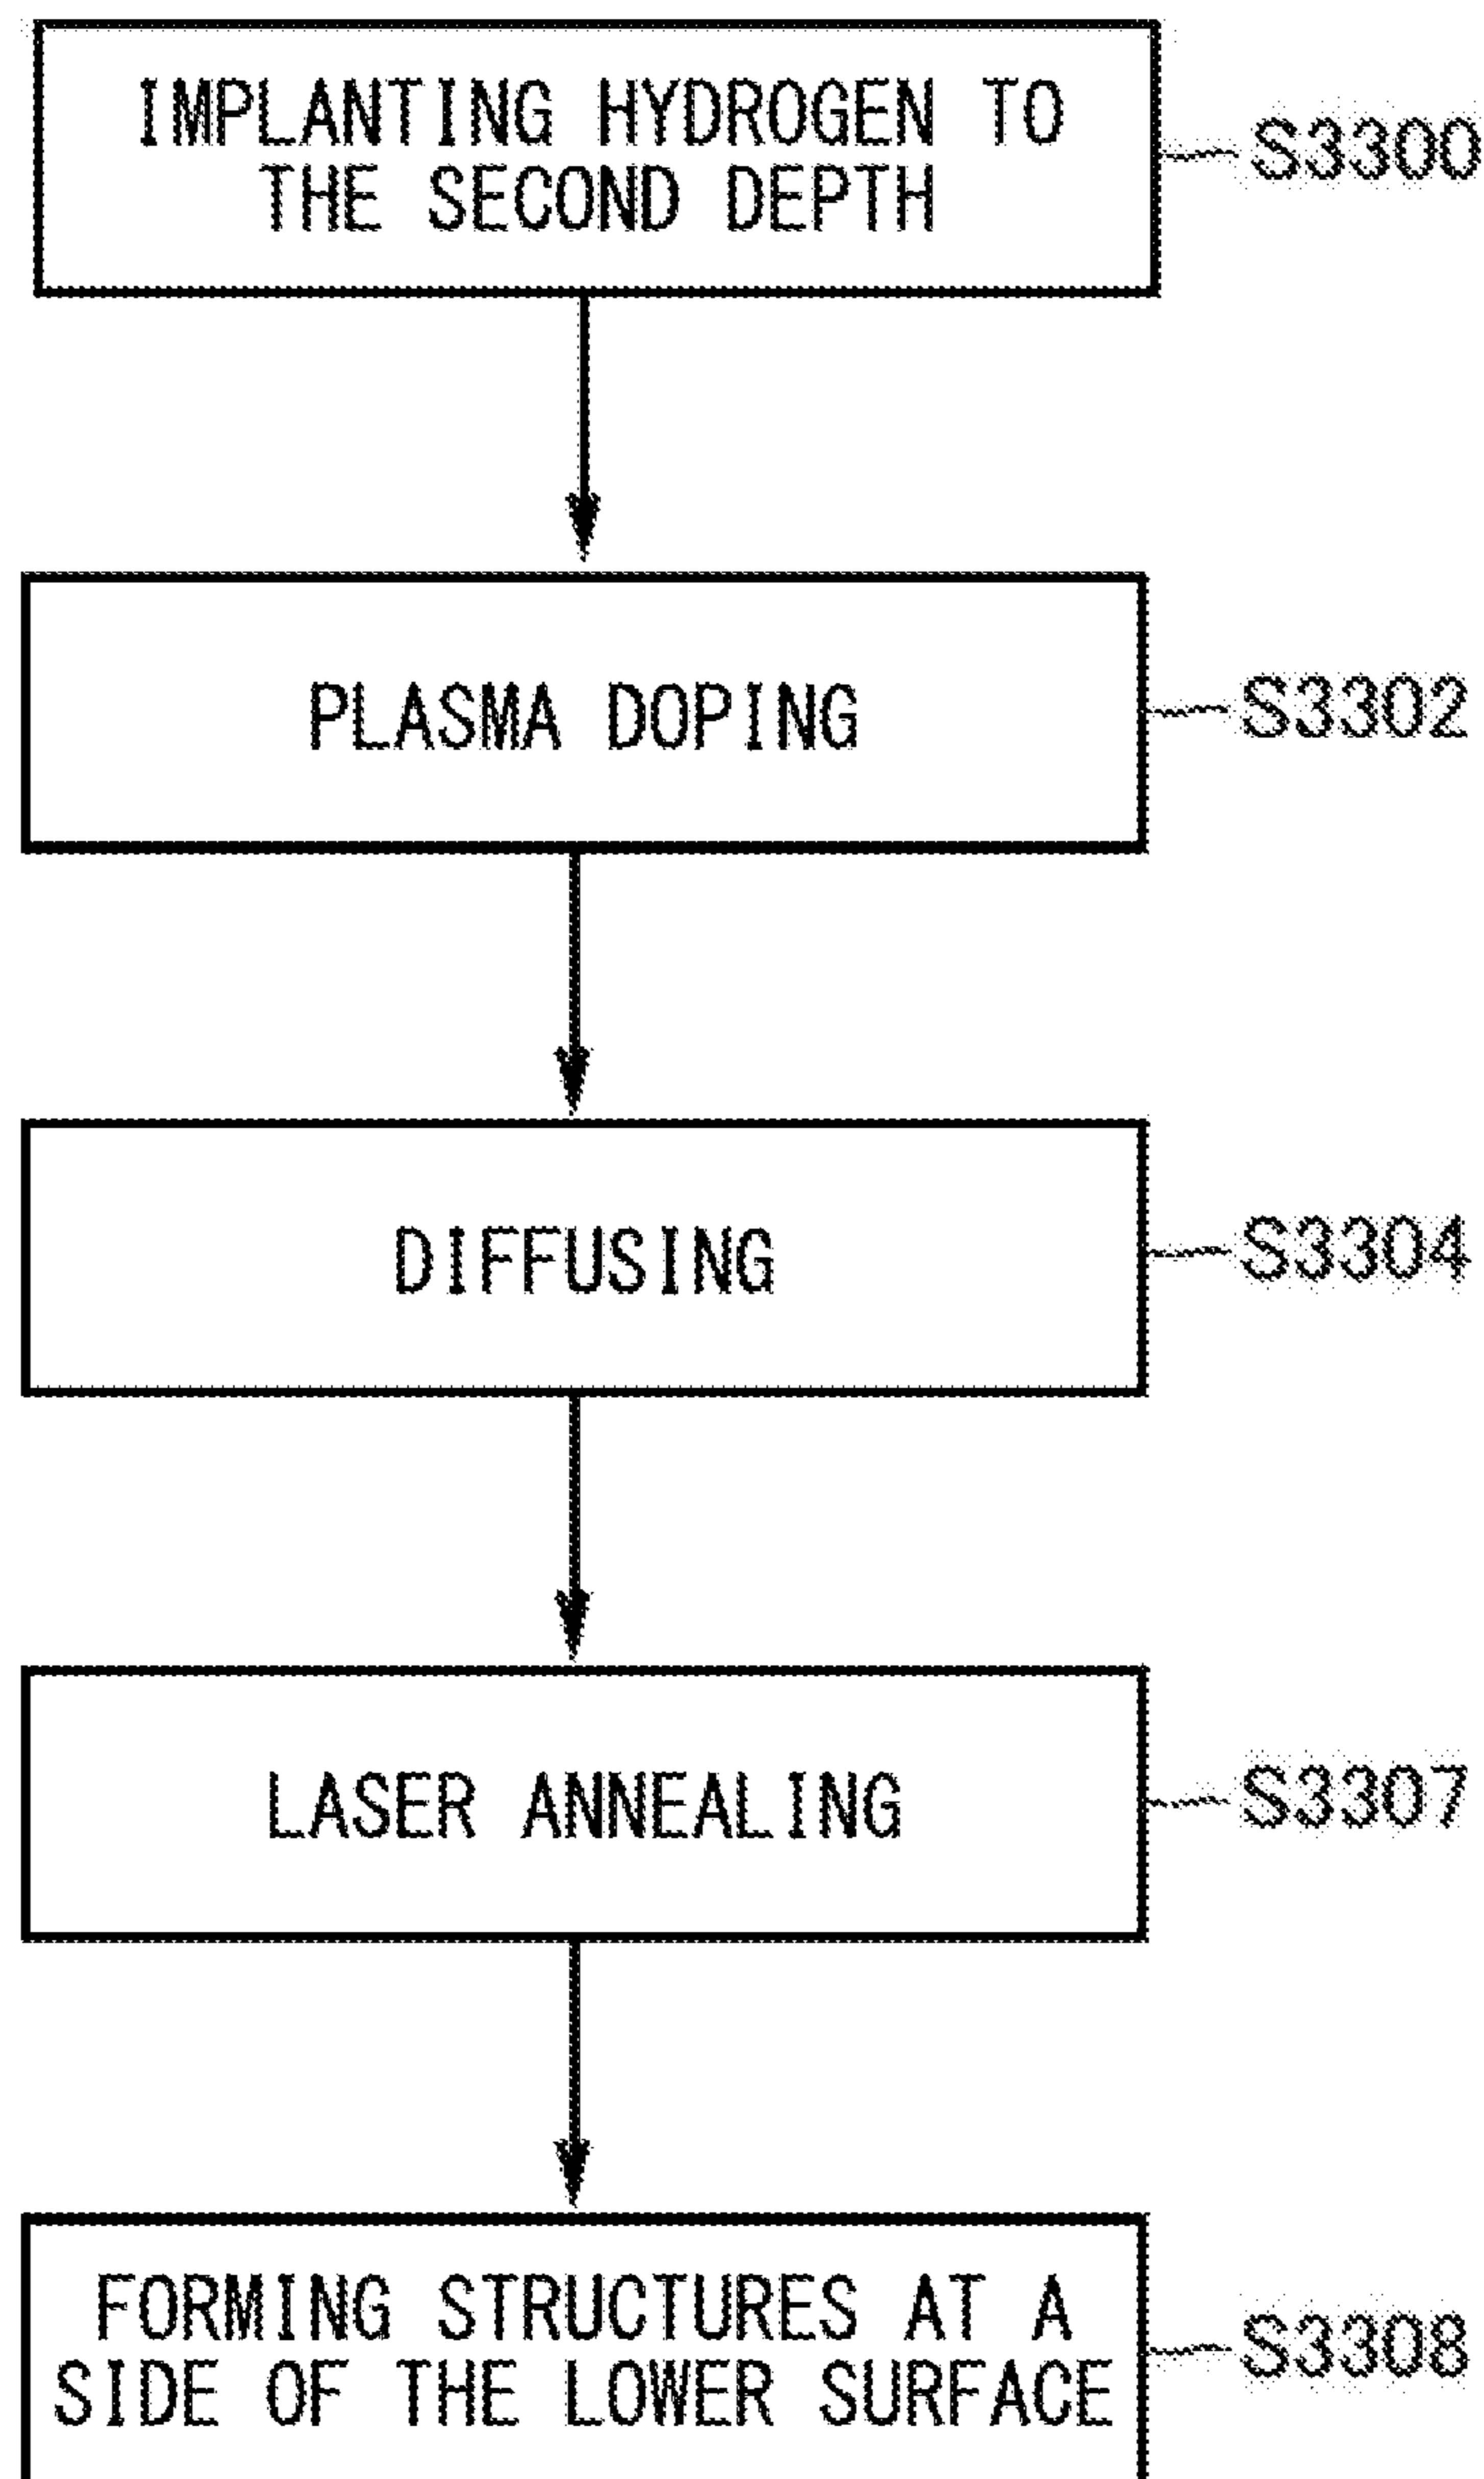 IMPLANTING HYDROGEN TO
THE SECOND DEPTH
S3300
PLASMA DOPING
S3302
DIFFUSING
S3304
LASER ANNEALING
S3307
FORMING STRUCTURES AT A
SIDE OF THE LOWER SURFACE
S3308